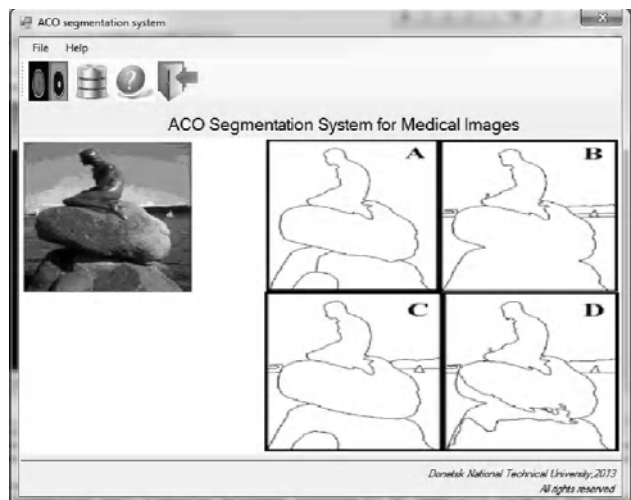 ACO segmentation system
File Help
ACO Segmentation System for Medical Images
A B
C D
Donetsk National Technical University, 2013
All rights reserved